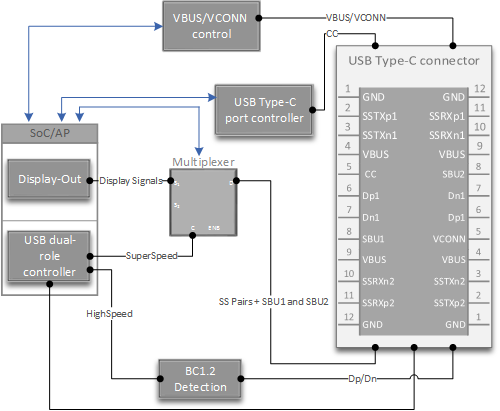 VBUS/VCONN
control
VBUS/VCONN
CC
USB Type-C connector
USB Type-C
port controller
1
GND
12
GND
2
SSTXp1
11
SSRXp1
3
SSTXn1
10
SSRXn1
4
VBUS
9
VBUS
5
CC
8
SBU2
6
Dp1
7
Dn1
7
Dn1
6
Dp1
8
SBU1
5
VCONN
9
VBUS
4
VBUS
10
SSRXn2
3
SSTXn2
11
SSRXp2
2
SSTXp2
12
GND
1
GND
SoC/AP
Display-Out
Display Signals
Multiplexer
S₁
D
S₂
C
ENB
USB dual-
role
controller
SuperSpeed
HighSpeed
SS Pairs + SBU1 and SBU2
BC1.2
Detection
Dp/Dn